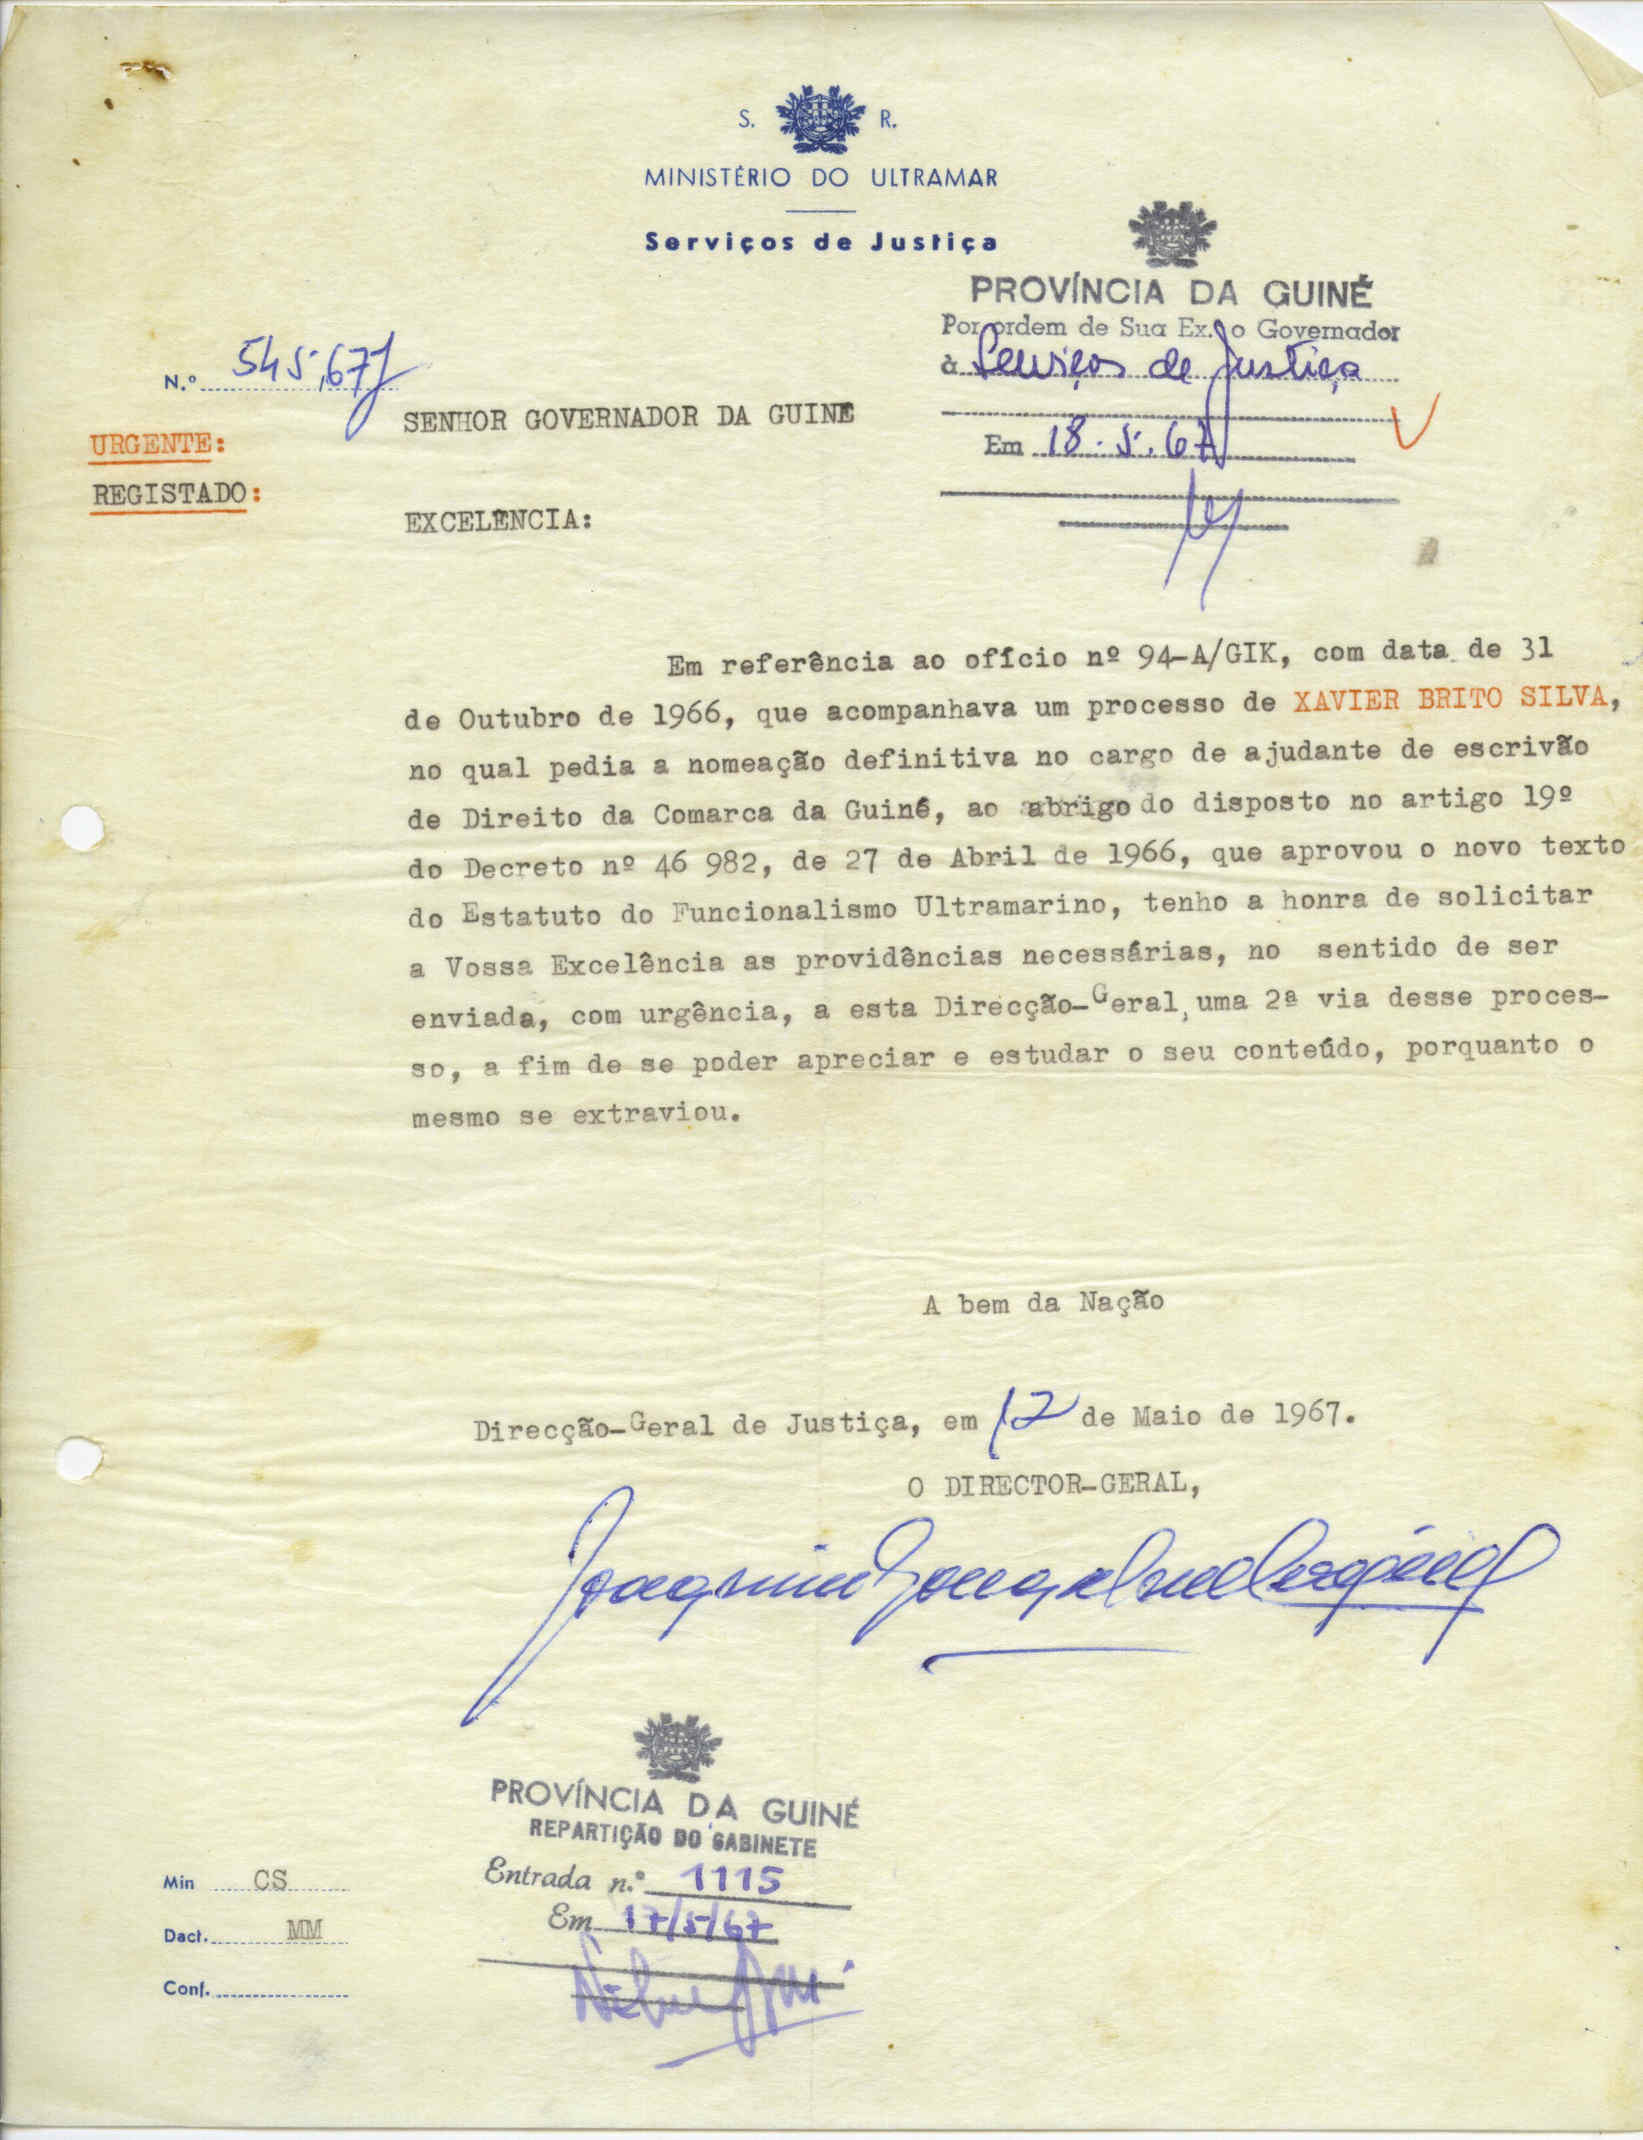 S. R.
MINISTÉRIO DO ULTRAMAR
Serviços de Justiça
PROVÍNCIA DA GUINÉ
Por ordem de Sua Ex.ª o Governador
à Serviços de Justiça
Em 18.5.67
N.º 545,67
SENHOR GOVERNADOR DA GUINE
URGENTE:
REGISTADO:
EXCELENCIA:
Em referência ao ofício nº 94-A/GIK, com data de 31
de Outubro de 1966, que acompanhava um processo de XAVIER BRITO SILVA,
no qual pedia a nomeação definitiva no cargo de ajudante de escrivão
de Direito da Comarca da Guiné, ao abrigo do disposto no artigo 19º
do Decreto nº 46 982, de 27 de Abril de 1966, que aprovou o novo texto
do Estatuto do Funcionalismo Ultramarino, tenho a honra de solicitar
a Vossa Excelência as providências necessárias, no sentido de ser
enviada, com urgência, a esta Direcção-Geral, uma 2ª via desse proces-
so, a fim de se poder apreciar e estudar o seu conteúdo, porquanto o
mesmo se extraviou.
A bem da Nação
Direcção-Geral de Justiça, em 12 de Maio de 1967.
O DIRECTOR-GERAL,
Joaquim
PROVÍNCIA DA GUINÉ
REPARTIÇÃO DO GABINETE
Entrada n.º 1115
Em 17/5/67
Min CS
Dact. MM
Conf.